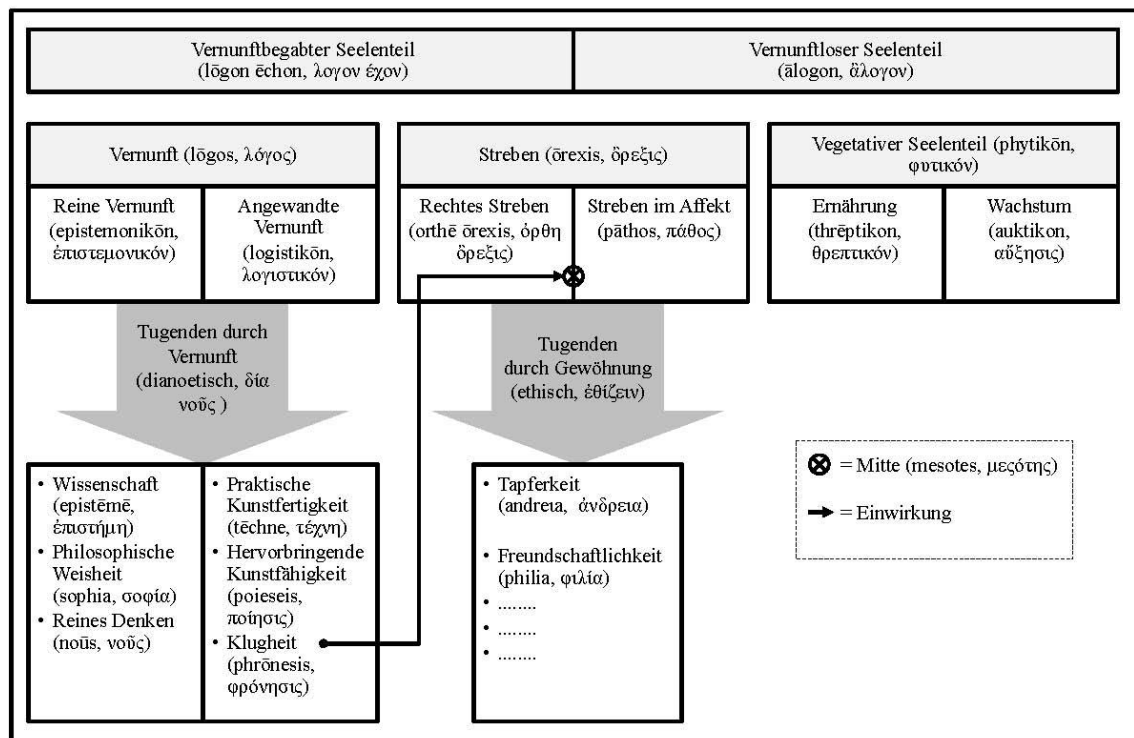 Vernunftbegabter Seelenteil
(lōgon ēchon, λογον έχον)
Vernunftloser Seelenteil
(ālogon, ἄλογον)
Vernunft (lōgos, λόγος)
Reine Vernunft
(epistemonikōn,
ἐπιστεμονικόν)
Angewandte
Vernunft
(logistikōn,
λογιστικόν)
Streben (ōrexis, ὄρεξις)
Rechtes Streben
(orthē ōrexis, ὀρθη
ὄρεξις)
Streben im Affekt
(pāthos, πάθος)
Vegetativer Seelenteil (phytikōn,
φυτικόν)
Ernährung
(thrēptikon,
θρεπτικόν)
Wachstum
(auktikon,
αὔξησις)
Tugenden durch
Vernunft
(dianoetisch, δία
νοῦς )
Tugenden
durch Gewöhnung
(ethisch, ἐθίζειν)
• Wissenschaft
(epistēmē,
ἐπιστήμη)
• Philosophische
Weisheit
(sophia, σοφία)
• Reines Denken
(noūs, νοῦς)
• Praktische
Kunstfertigkeit
(tēchne, τέχνη)
• Hervorbringende
Kunstfähigkeit
(poieseis,
ποίησις)
• Klugheit
(phrōnesis,
φρόνησις)
• Tapferkeit
(andreıa, ἀνδρεια)
• Freundschaftlichkeit
(philia, φιλία)
• ........
• ........
• ........
= Mitte (mesotes, μεςότης)
= Einwirkung